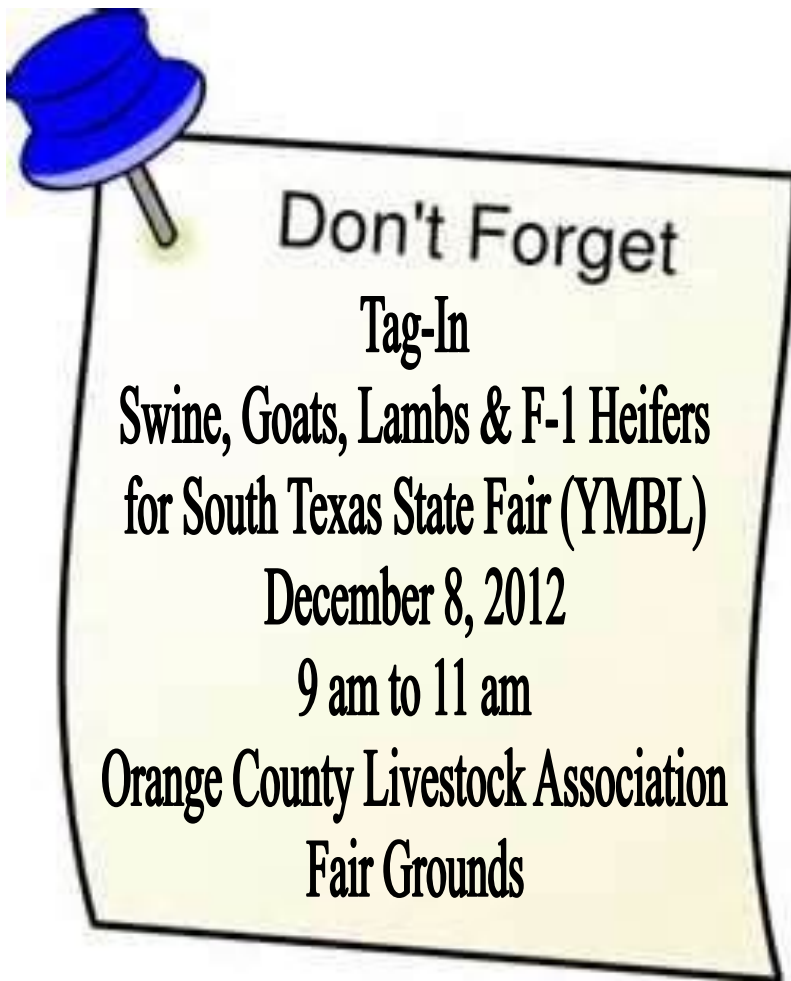 Don't Forget
Tag-In
Swine, Goats, Lambs & F-1 Heifers
for South Texas State Fair (YMBL)
December 8, 2012
9 am to 11 am
Orange County Livestock Association
Fair Grounds